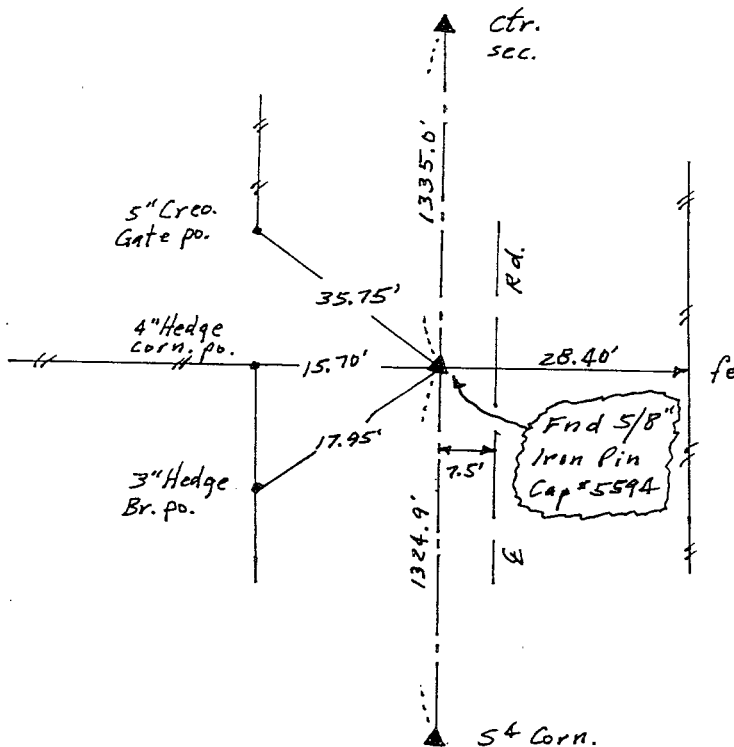 Ctr.
sec.
1335.0'
5" Creo.
Gate po.
Rd.
35.75'
4" Hedge
corn. po.
15.70'
28.40'
fe
17.95'
7.5'
Fnd 5/8"
Iron Pin
Cap #5594
3" Hedge
Br. po.
1324.9'
℄
S4 Corn.